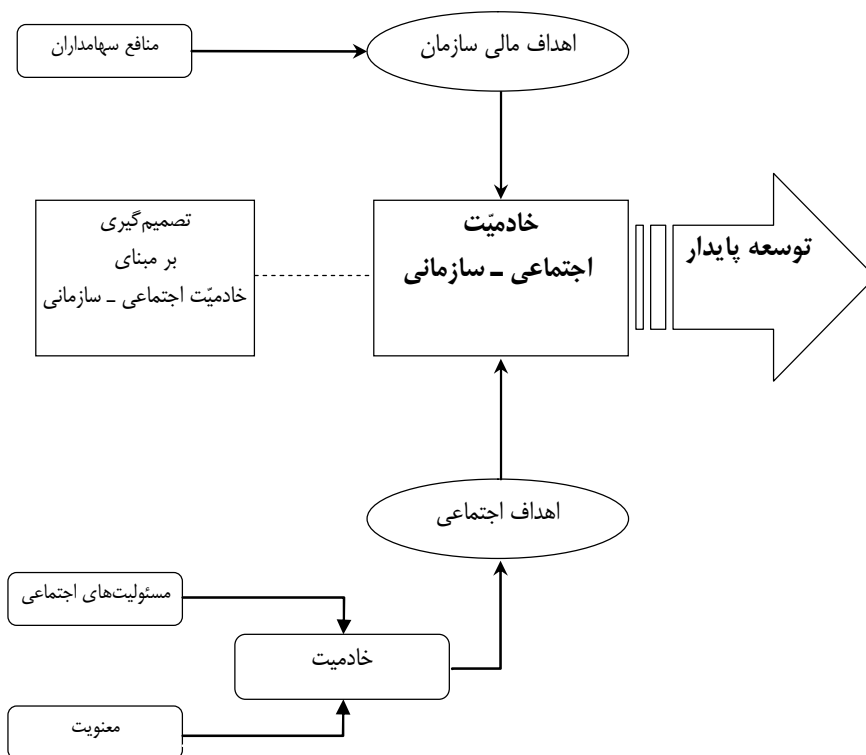 منافع سهامداران
اهداف مالی سازمان
تصمیم‌گیری
بر مبنای
خادمیّت اجتماعی ـ سازمانی
خادمیّت
اجتماعی ـ سازمانی
توسعه پایدار
اهداف اجتماعی
مسئولیت‌های اجتماعی
خادمیت
معنویت